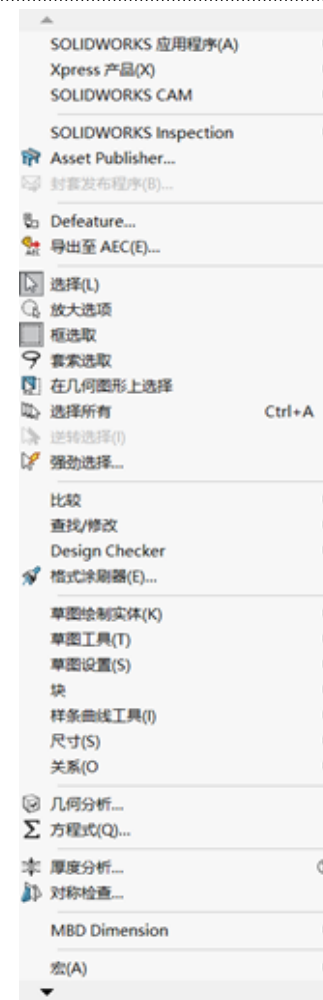 SOLIDWORKS 应用程序(A)
Xpress 产品(X)
SOLIDWORKS CAM
SOLIDWORKS Inspection
Asset Publisher...
封套发布程序(B)...
Defeature...
导出至 AEC(E)...
选择(L)
放大选项
框选取
套索选取
在几何图形上选择
选择所有 Ctrl+A
逆转选择(I)
强劲选择...
比较
查找/修改
Design Checker
格式涂刷器(E)...
草图绘制实体(K)
草图工具(T)
草图设置(S)
块
样条曲线工具(I)
尺寸(S)
关系(O
几何分析...
方程式(Q)...
厚度分析...
对称检查...
MBD Dimension
宏(A)